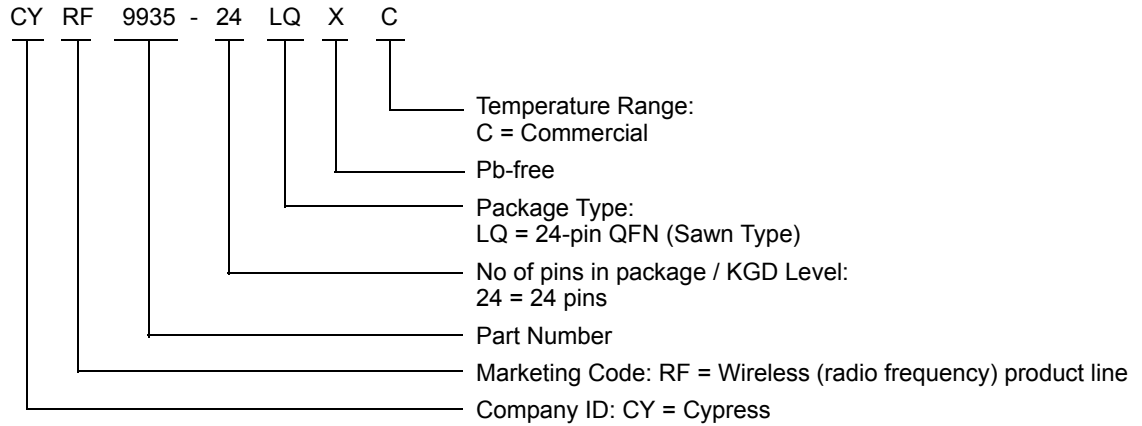 CY RF 9935 - 24 LQ X C
Temperature Range:
C = Commercial
Pb-free
Package Type:
LQ = 24-pin QFN (Sawn Type)
No of pins in package / KGD Level:
24 = 24 pins
Part Number
Marketing Code: RF = Wireless (radio frequency) product line
Company ID: CY = Cypress